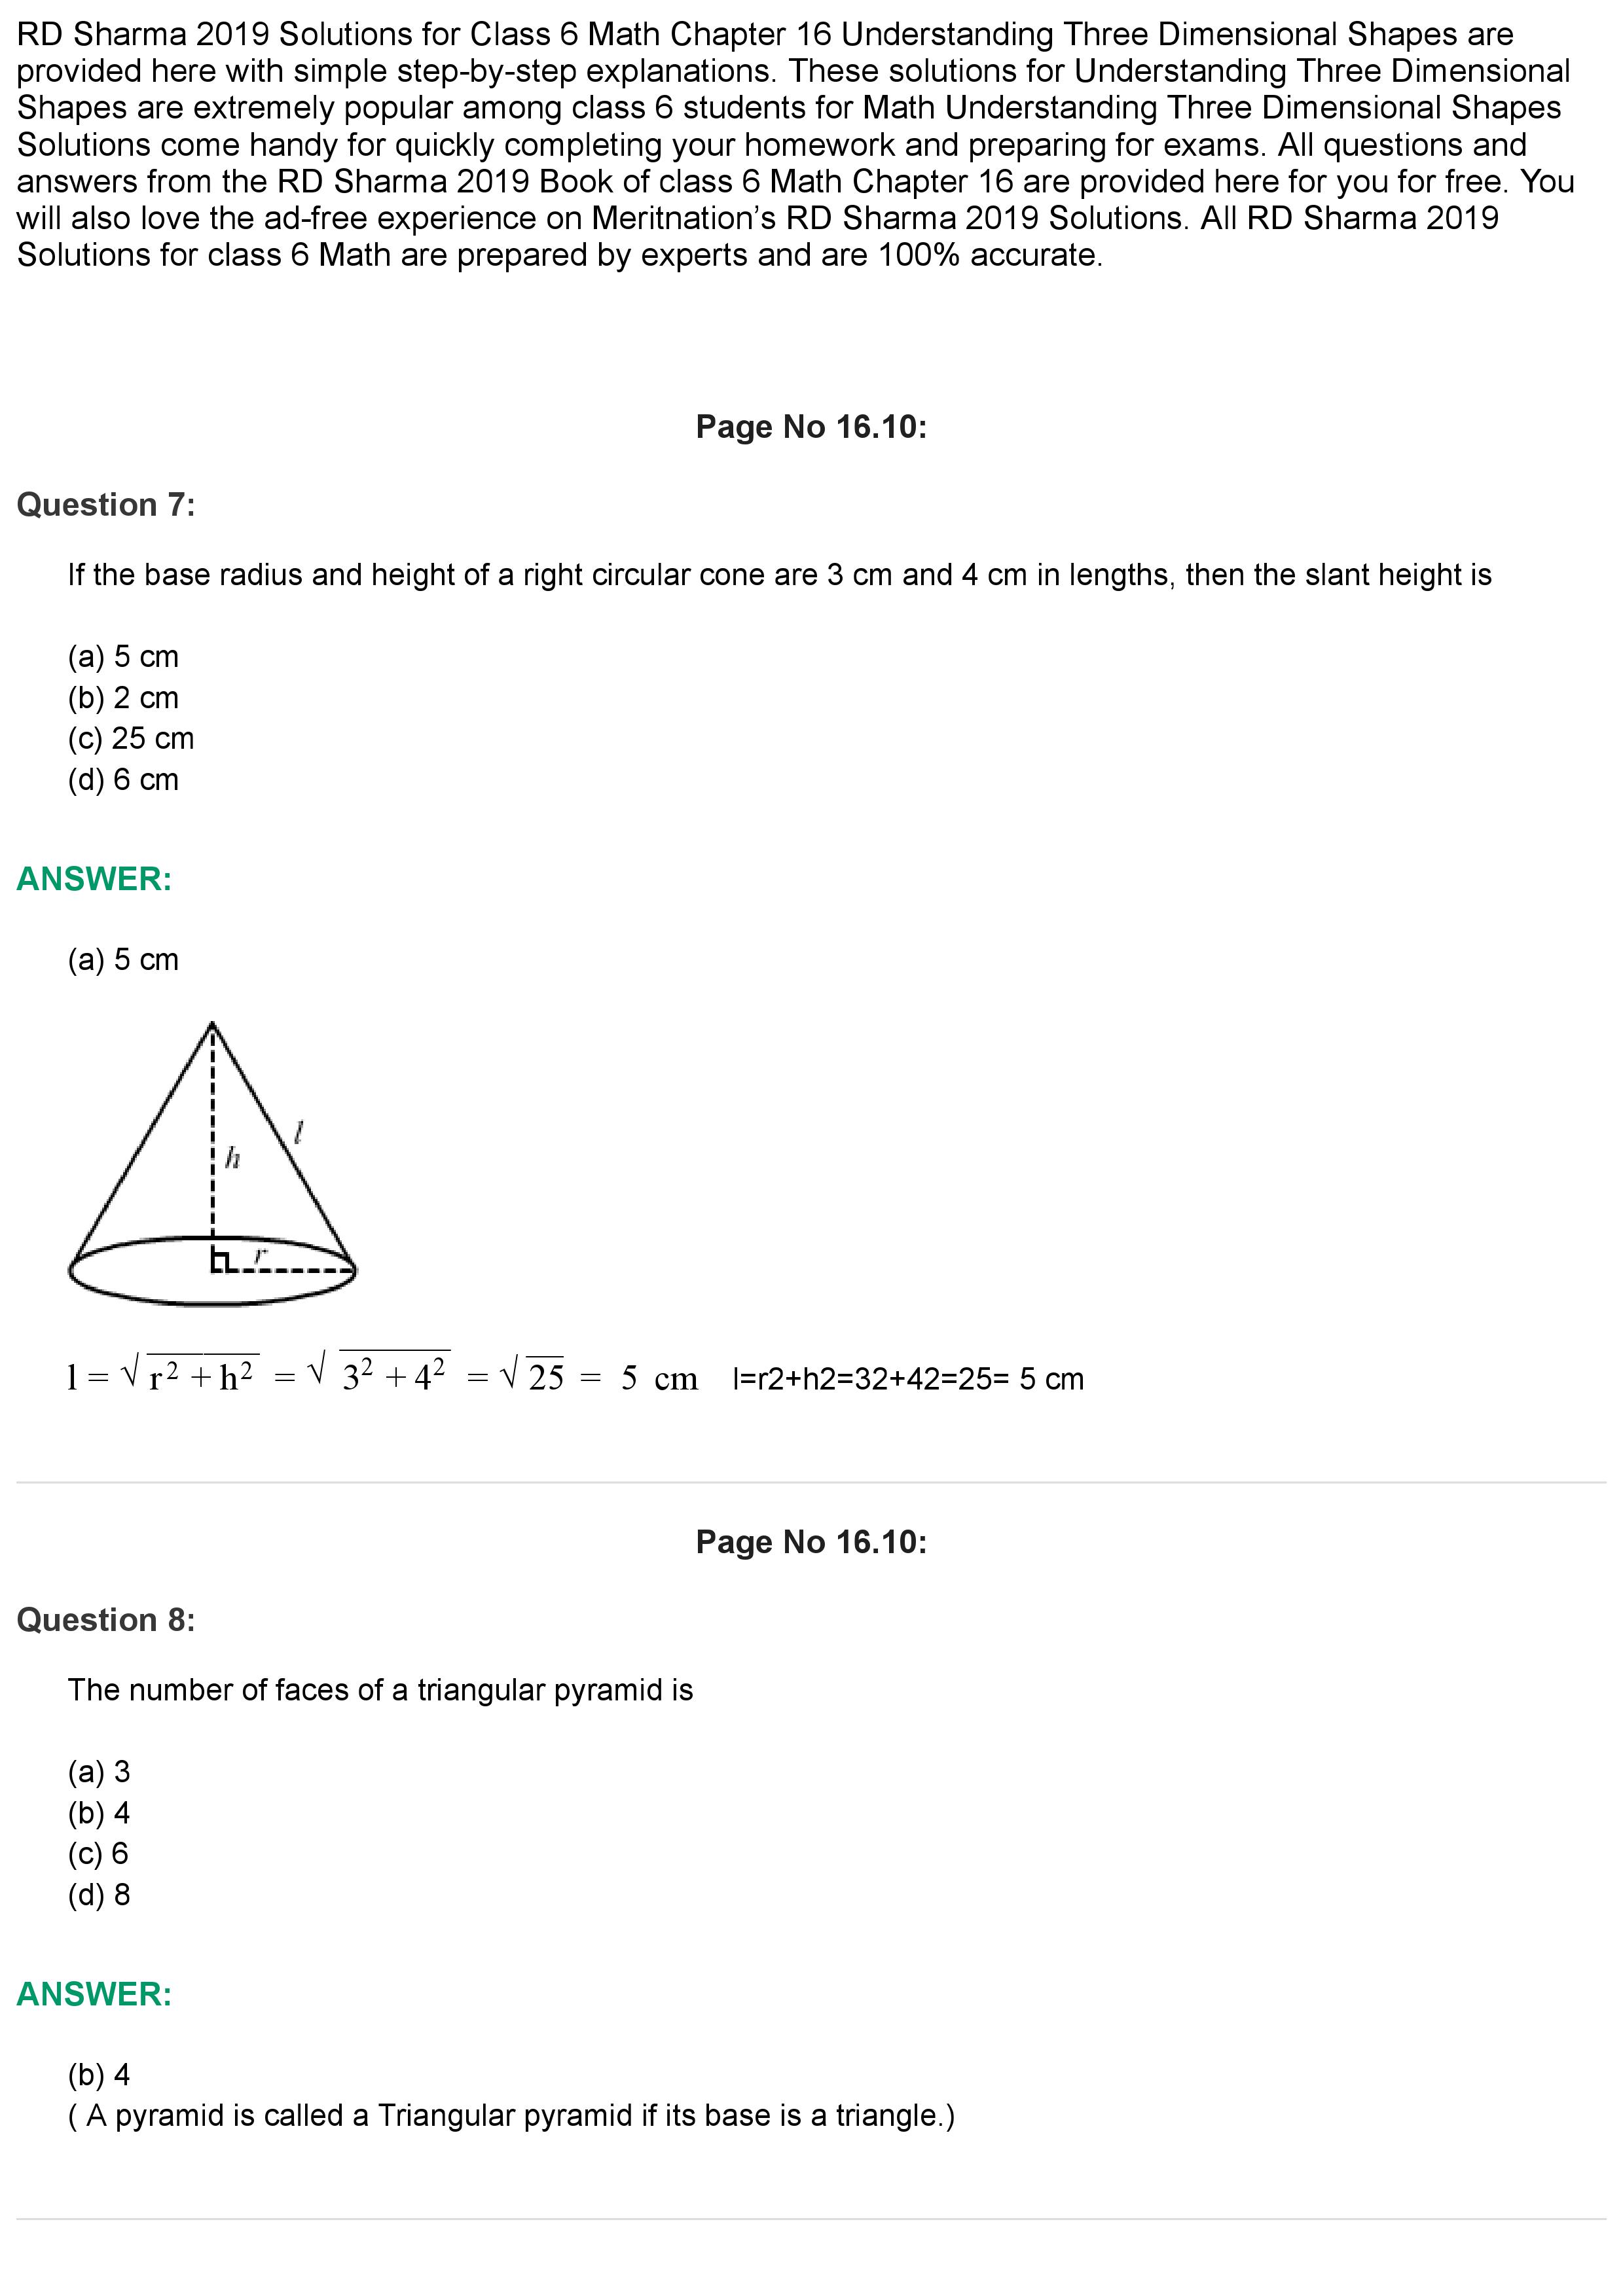 RD Sharma 2019 Solutions for Class 6 Math Chapter 16 Understanding Three Dimensional Shapes are
provided here with simple step-by-step explanations. These solutions for Understanding Three Dimensional
Shapes are extremely popular among class 6 students for Math Understanding Three Dimensional Shapes
Solutions come handy for quickly completing your homework and preparing for exams. All questions and
answers from the RD Sharma 2019 Book of class 6 Math Chapter 16 are provided here for you for free. You
will also love the ad-free experience on Meritnation’s RD Sharma 2019 Solutions. All RD Sharma 2019
Solutions for class 6 Math are prepared by experts and are 100% accurate.
Page No 16.10:
Question 7:
If the base radius and height of a right circular cone are 3 cm and 4 cm in lengths, then the slant height is
(a) 5 cm
(b) 2 cm
(c) 25 cm
(d) 6 cm
ANSWER:
(a) 5 cm
l
h
r
l = √r² + h² = √3² + 4² = √25 = 5 cm l=r2+h2=32+42=25= 5 cm
Page No 16.10:
Question 8:
The number of faces of a triangular pyramid is
(a) 3
(b) 4
(c) 6
(d) 8
ANSWER:
(b) 4
( A pyramid is called a Triangular pyramid if its base is a triangle.)